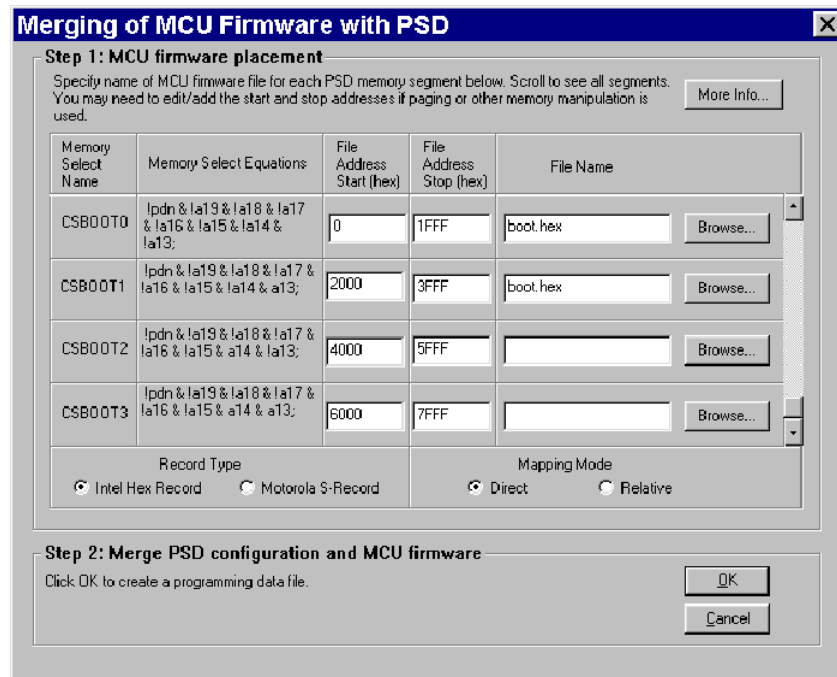 Merging of MCU Firmware with PSD
Step 1: MCU firmware placement
Specify name of MCU firmware file for each PSD memory segment below. Scroll to see all segments.
You may need to edit/add the start and stop addresses if paging or other memory manipulation is
used.
More Info...
Memory
Select
Name
Memory Select Equations
File
Address
Start (hex)
File
Address
Stop (hex)
File Name
CSBOOT0
!pdn & !a19 & !a18 & !a17
& !a16 & !a15 & !a14 &
!a13;
0
1FFF
boot.hex
Browse...
CSBOOT1
!pdn & !a19 & !a18 & !a17 &
!a16 & !a15 & !a14 & a13;
2000
3FFF
boot.hex
Browse...
CSBOOT2
!pdn & !a19 & !a18 & !a17 &
!a16 & !a15 & a14 & !a13;
4000
5FFF
Browse...
CSBOOT3
!pdn & !a19 & !a18 & !a17 &
!a16 & !a15 & a14 & a13;
6000
7FFF
Browse...
Record Type
Intel Hex Record
Motorola S-Record
Mapping Mode
Direct
Relative
Step 2: Merge PSD configuration and MCU firmware
Click OK to create a programming data file.
OK
Cancel